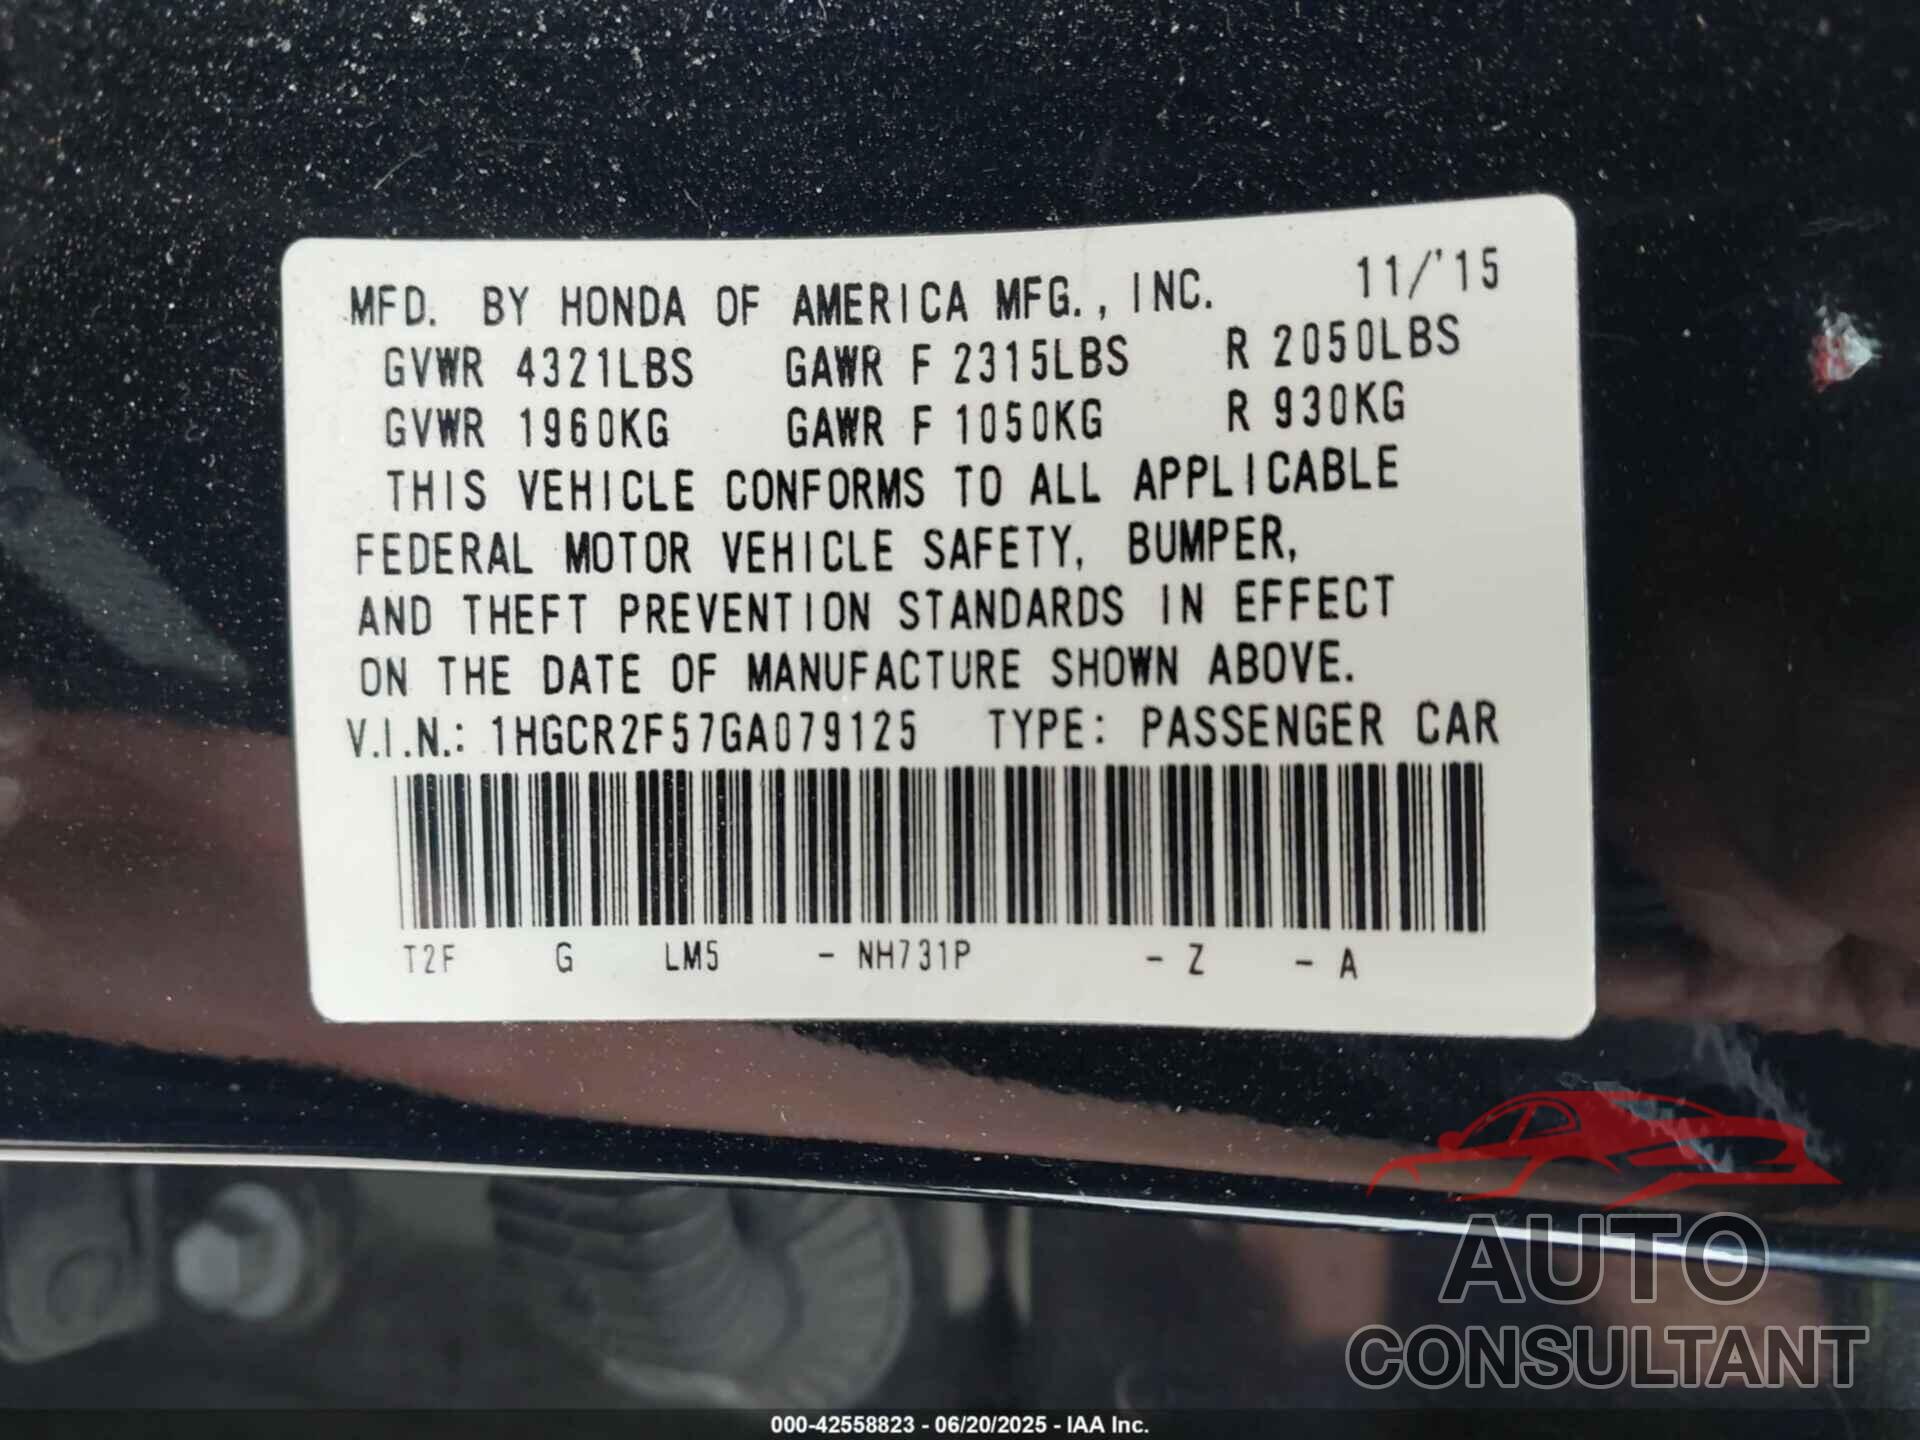 MFD. BY HONDA OF AMERICA MFG., INC. 11/'15
GVWR 4321LBS GAWR F 2315LBS R 2050LBS
GVWR 1960KG GAWR F 1050KG R 930KG
THIS VEHICLE CONFORMS TO ALL APPLICABLE
FEDERAL MOTOR VEHICLE SAFETY, BUMPER,
AND THEFT PREVENTION STANDARDS IN EFFECT
ON THE DATE OF MANUFACTURE SHOWN ABOVE.
V.I.N.: 1HGCR2F57GA079125 TYPE: PASSENGER CAR
T2F G LM5 - NH731P - Z - A
AUTO
CONSULTANT
000-42558823 - 06/20/2025 - IAA Inc.